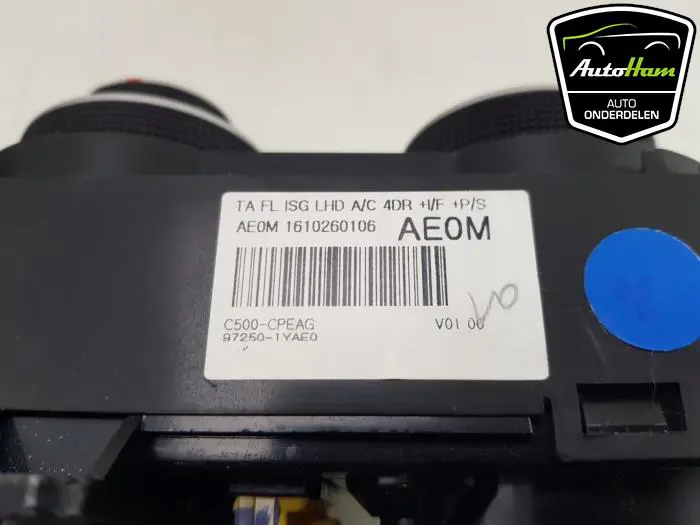 AutoHam
AUTO
ONDERDELEN
TA FL ISG LHD A/C 4DR +I/F +P/S
AE0M 1610260106 AE0M
C500-CPEAG V01 00
97250-1YAE0